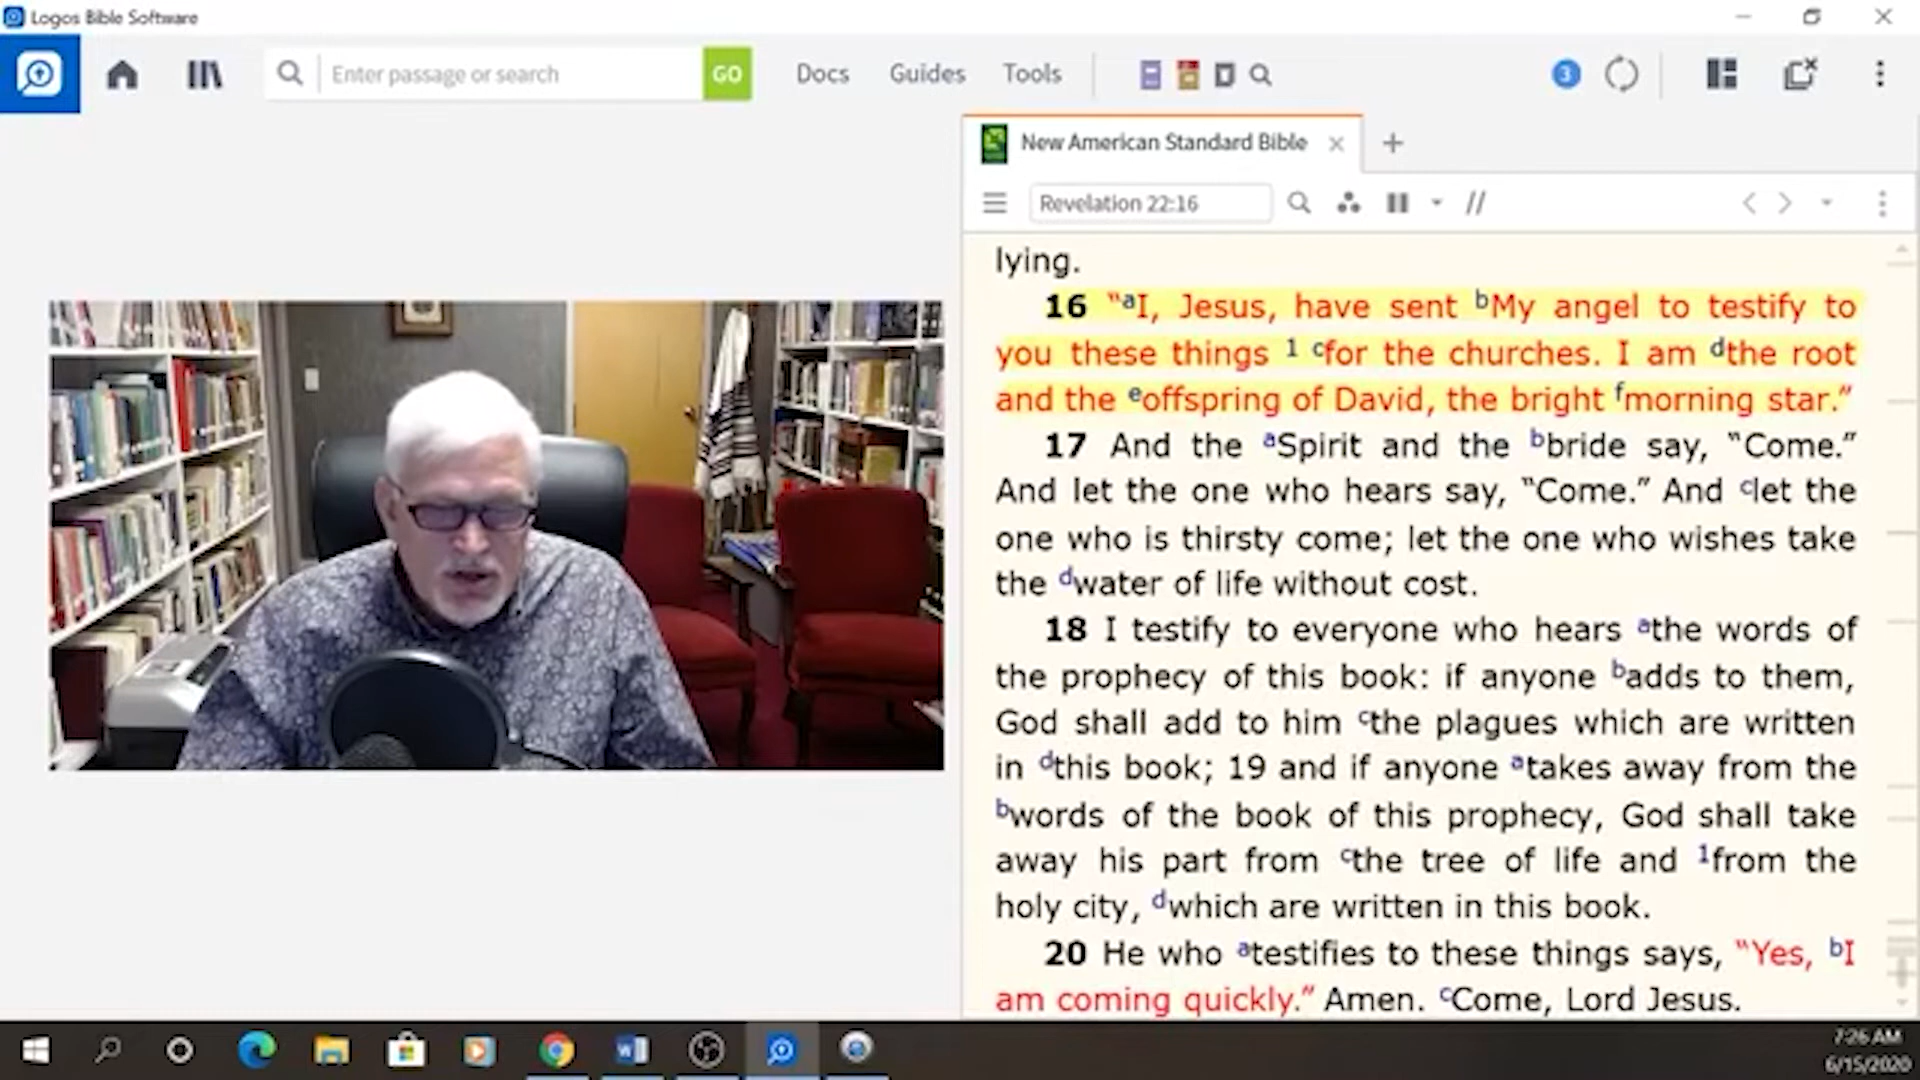 Logos Bible Software
Enter passage or search
GO
Docs
Guides
Tools
3
New American Standard Bible
Revelation 22:16
lying.
16 “aI, Jesus, have sent bMy angel to testify to
you these things 1 cfor the churches. I am dthe root
and the eoffspring of David, the bright fmorning star.”
17 And the aSpirit and the bbride say, “Come.”
And let the one who hears say, “Come.” And clet the
one who is thirsty come; let the one who wishes take
the dwater of life without cost.
18 I testify to everyone who hears athe words of
the prophecy of this book: if anyone badds to them,
God shall add to him cthe plagues which are written
in dthis book; 19 and if anyone atakes away from the
bwords of the book of this prophecy, God shall take
away his part from cthe tree of life and 1from the
holy city, dwhich are written in this book.
20 He who atestifies to these things says, “Yes, bI
am coming quickly.” Amen. cCome, Lord Jesus.
7:26 AM
6/15/2020